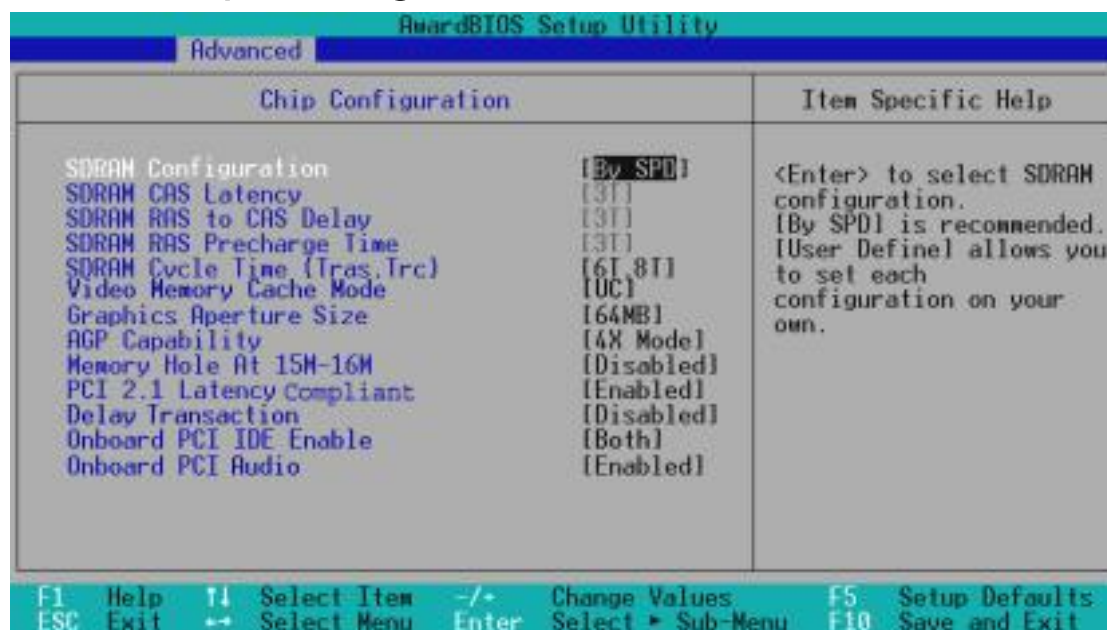 AwardBIOS Setup Utility
Advanced
Chip Configuration
Item Specific Help
SDRAM Configuration [By SPD]
SDRAM CAS Latency [3T]
SDRAM RAS to CAS Delay [3T]
SDRAM RAS Precharge Time [3T]
SDRAM Cycle Time (Tras,Trc) [6T,8T]
Video Memory Cache Mode [UC]
Graphics Aperture Size [64MB]
AGP Capability [4X Mode]
Memory Hole At 15M-16M [Disabled]
PCI 2.1 Latency Compliant [Enabled]
Delay Transaction [Disabled]
Onboard PCI IDE Enable [Both]
Onboard PCI Audio [Enabled]
<Enter> to select SDRAM
configuration.
[By SPD] is recommended.
[User Define] allows you
to set each
configuration on your
own.
F1 Help ↑↓ Select Item -/+ Change Values F5 Setup Defaults
ESC Exit ←→ Select Menu Enter Select ► Sub-Menu F10 Save and Exit